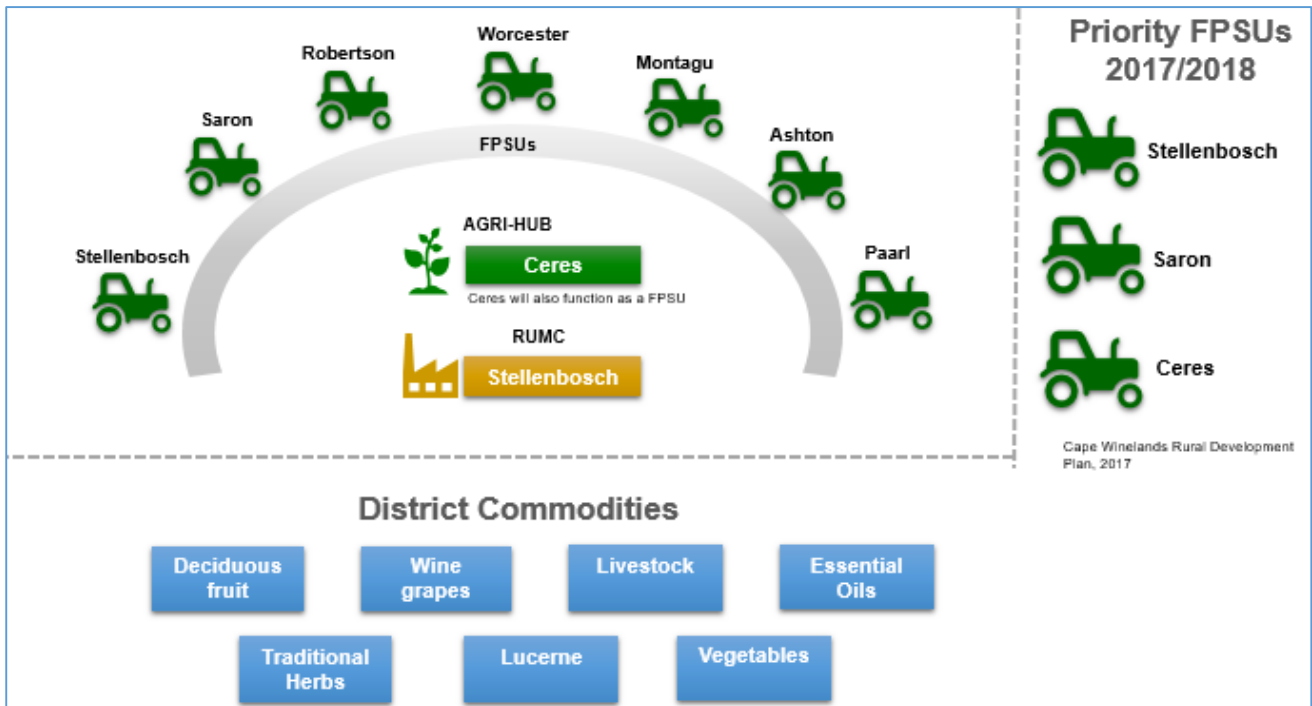 Worcester
Robertson
Montagu
Saron
Ashton
FPSUs
Stellenbosch
Paarl
AGRI-HUB
Ceres
Ceres will also function as a FPSU
RUMC
Stellenbosch
Priority FPSUs
2017/2018
Stellenbosch
Saron
Ceres
Cape Winelands Rural Development
Plan, 2017
District Commodities
Deciduous
fruit
Wine
grapes
Livestock
Essential
Oils
Traditional
Herbs
Lucerne
Vegetables